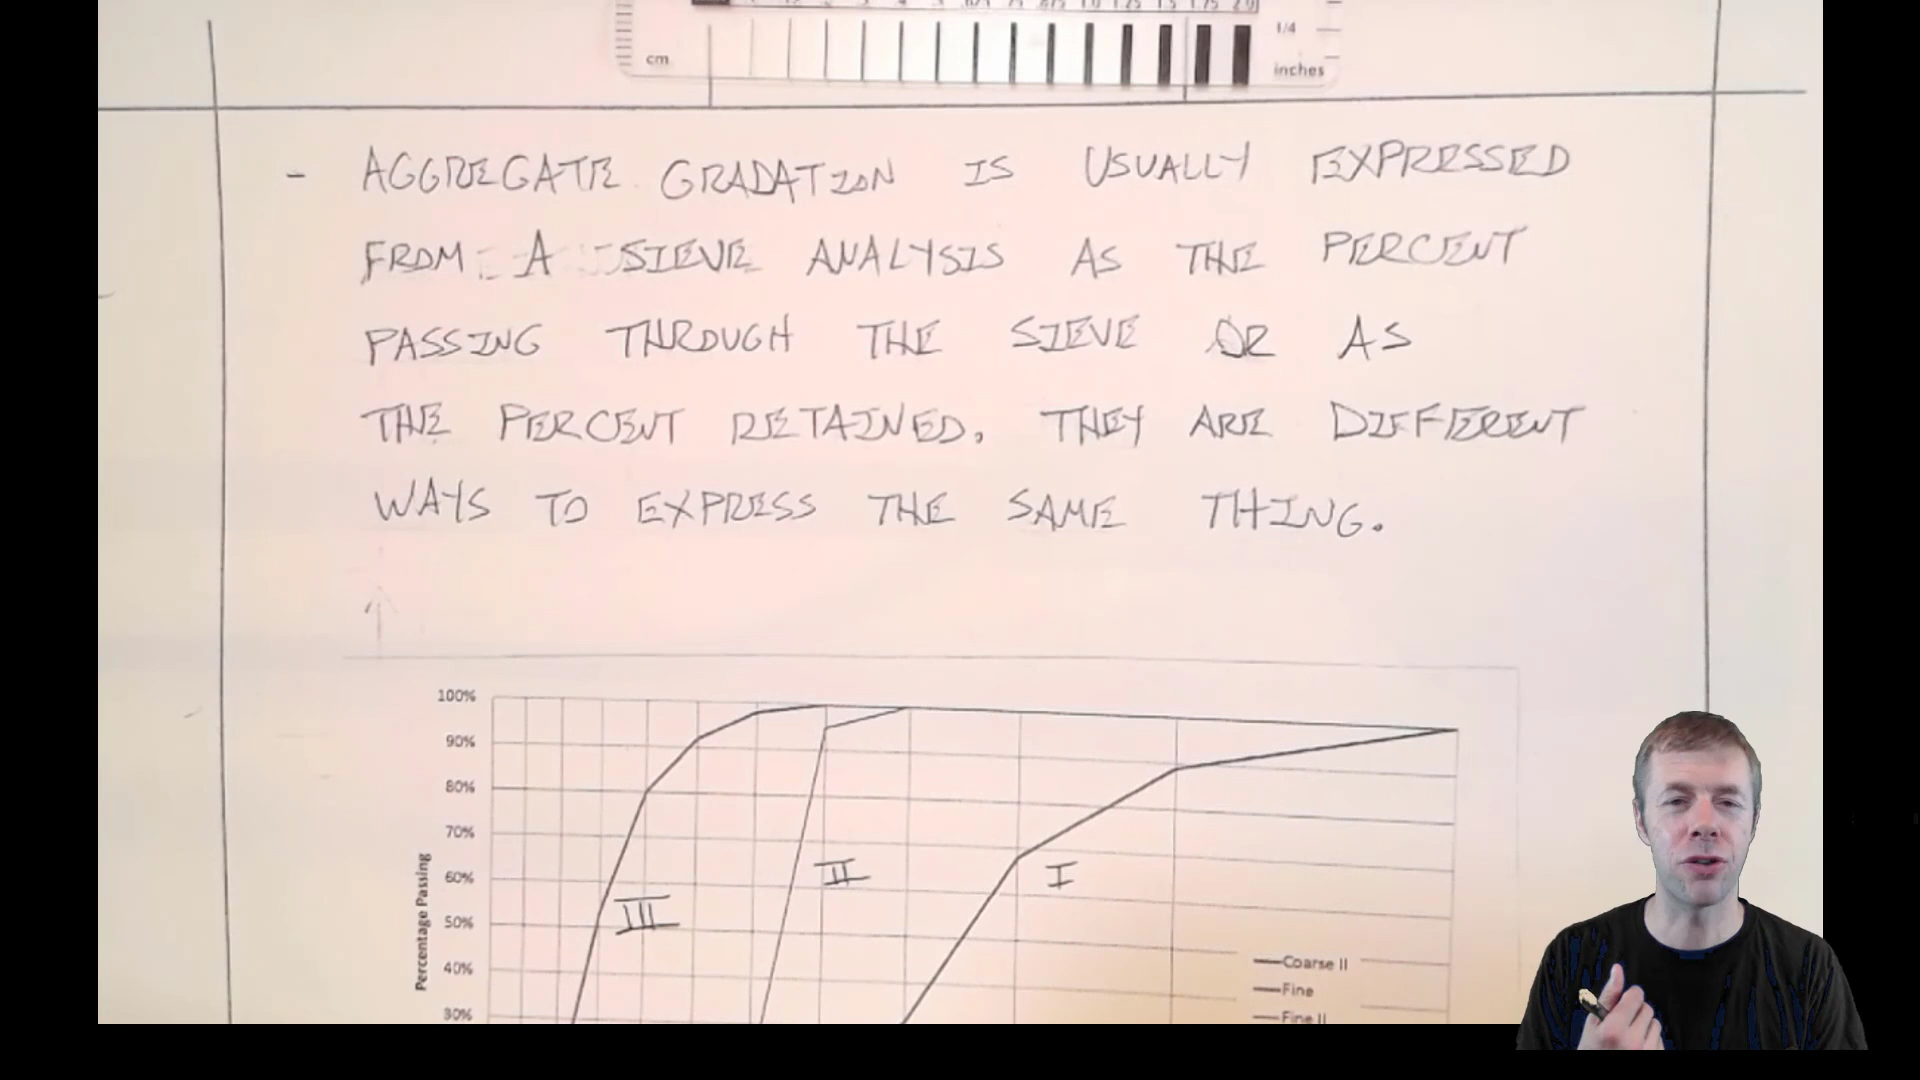 1/4
cm
inches
- AGGREGATE GRADATION IS USUALLY EXPRESSED
FROM A SIEVE ANALYSIS AS THE PERCENT
PASSING THROUGH THE SIEVE OR AS
THE PERCENT RETAINED. THEY ARE DIFFERENT
WAYS TO EXPRESS THE SAME THING.
100%
90%
80%
70%
60%
50%
40%
30%
Percentage Passing
III
II
I
Coarse II
Fine
Fine II